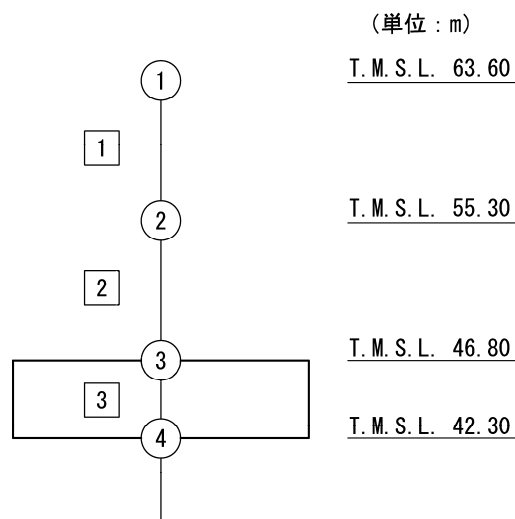 (単位:m)
① T.M.S.L. 63.60
1
② T.M.S.L. 55.30
2
③ T.M.S.L. 46.80
3
④ T.M.S.L. 42.30